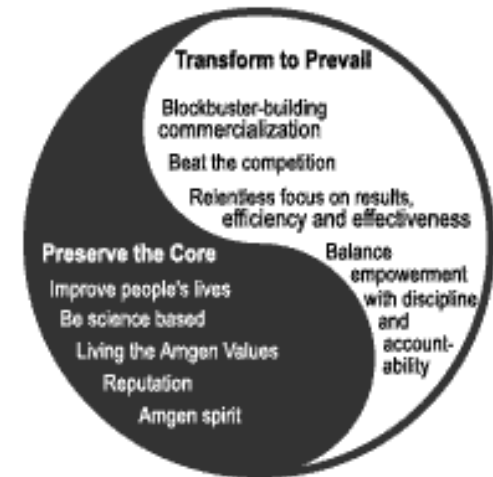 Transform to Prevail
Blockbuster-building
commercialization
Beat the competition
Relentless focus on results,
efficiency and effectiveness
Balance
empowerment
with discipline
and
account-
ability
Preserve the Core
Improve people's lives
Be science based
Living the Amgen Values
Reputation
Amgen spirit